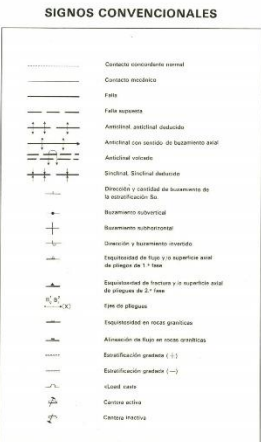 SIGNOS CONVENCIONALES
Contacto concordante normal
Contacto mecánico
Falla
Falla supuesta
Anticlinal, anticlinal deducido
Anticlinal con sentido de buzamiento axial
Anticlinal volcado
Sinclinal, Sinclinal deducido
Dirección y cantidad de buzamiento de
la estratificación So.
Buzamiento subvertical
Buzamiento subhorizontal
Dirección y buzamiento invertido
Esquistosidad de flujo y/o superficie axial
de pliegues de 1.ª fase
Esquistosidad de fractura y/o superficie axial
de pliegues de 2.ª fase
Ejes de pliegues
Esquistosidad en rocas graníticas
Alineación de flujo en rocas graníticas
Estratificación gradada (+)
Estratificación gradada (—)
«Load cast»
Cantera activa
Cantera inactiva